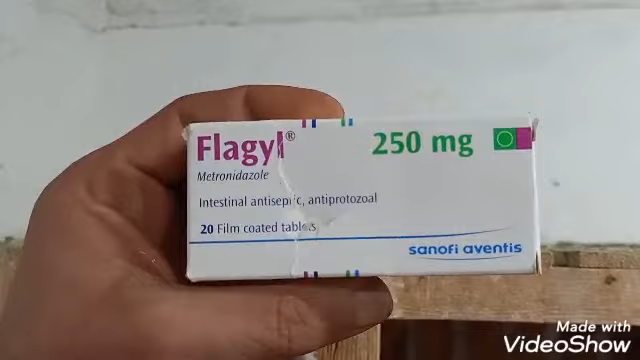 Flagyl® 250 mg
Metronidazole
Intestinal antiseptic, antiprotozoal
20 Film coated tablets
sanofi aventis
Made with
VideoShow